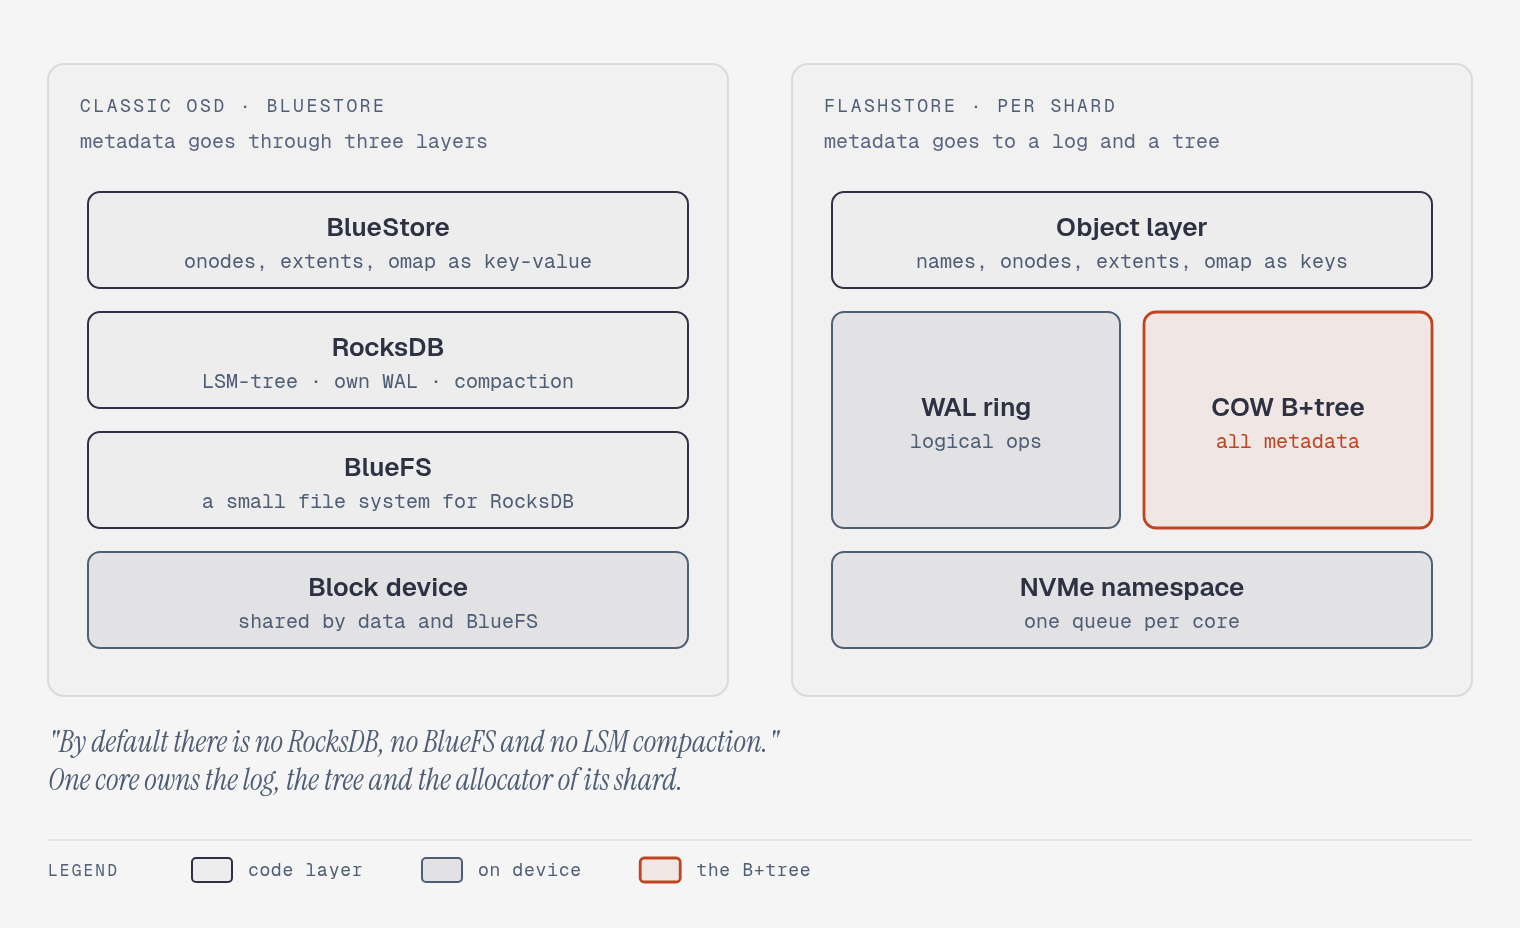 CLASSIC OSD · BLUESTORE
metadata goes through three layers
BlueStore
onodes, extents, omap as key-value
RocksDB
LSM-tree · own WAL · compaction
BlueFS
a small file system for RocksDB
Block device
shared by data and BlueFS
FLASHSTORE · PER SHARD
metadata goes to a log and a tree
Object layer
names, onodes, extents, omap as keys
WAL ring
logical ops
COW B+tree
all metadata
NVMe namespace
one queue per core
"By default there is no RocksDB, no BlueFS and no LSM compaction."
One core owns the log, the tree and the allocator of its shard.
LEGEND
code layer
on device
the B+tree